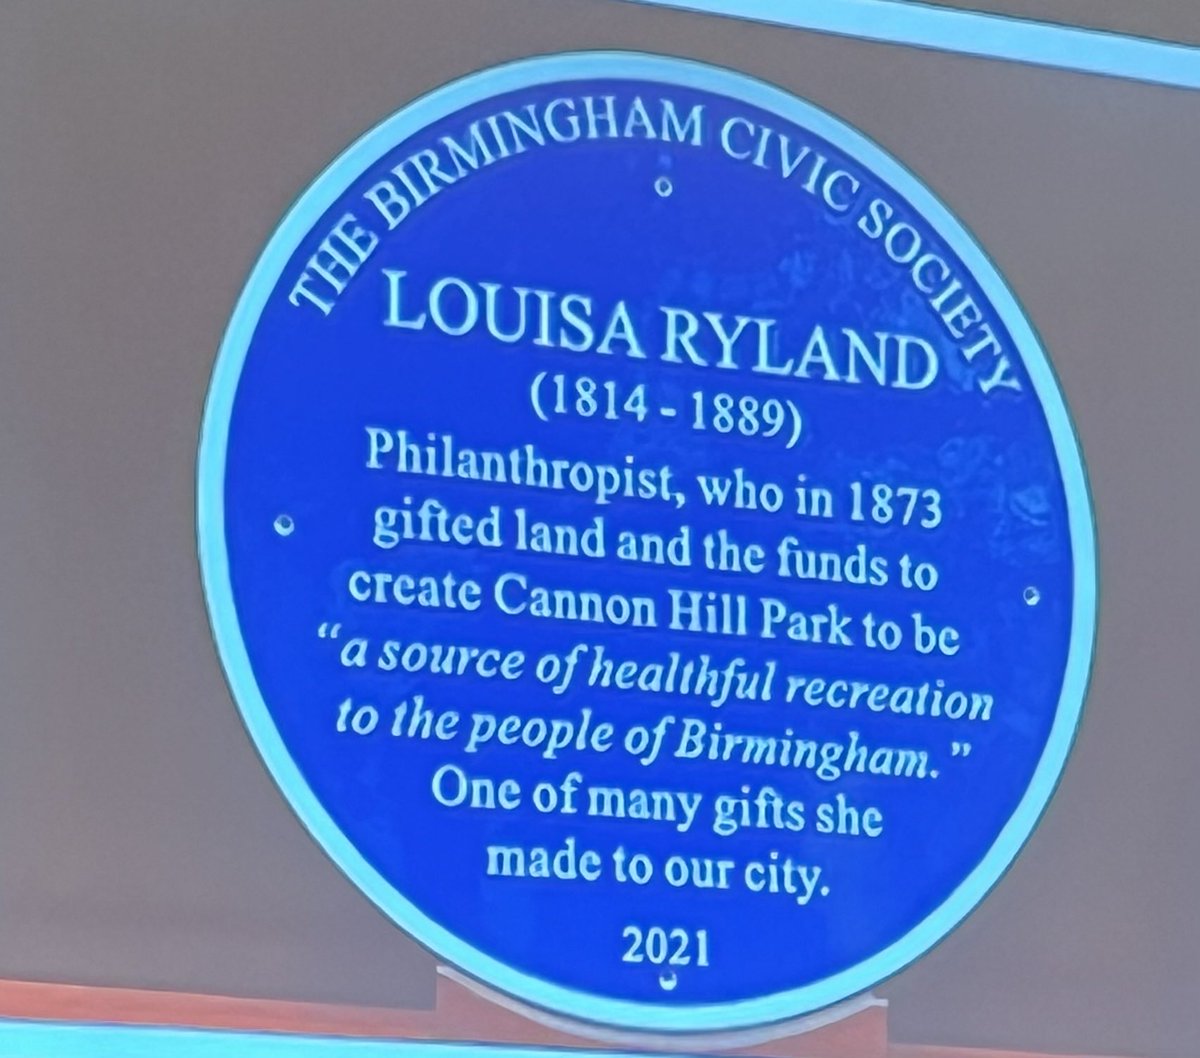 THE BIRMINGHAM CIVIC SOCIETY
LOUISA RYLAND
(1814 - 1889)
Philanthropist, who in 1873
gifted land and the funds to
create Cannon Hill Park to be
“a source of healthful recreation
to the people of Birmingham.”
One of many gifts she
made to our city.
2021